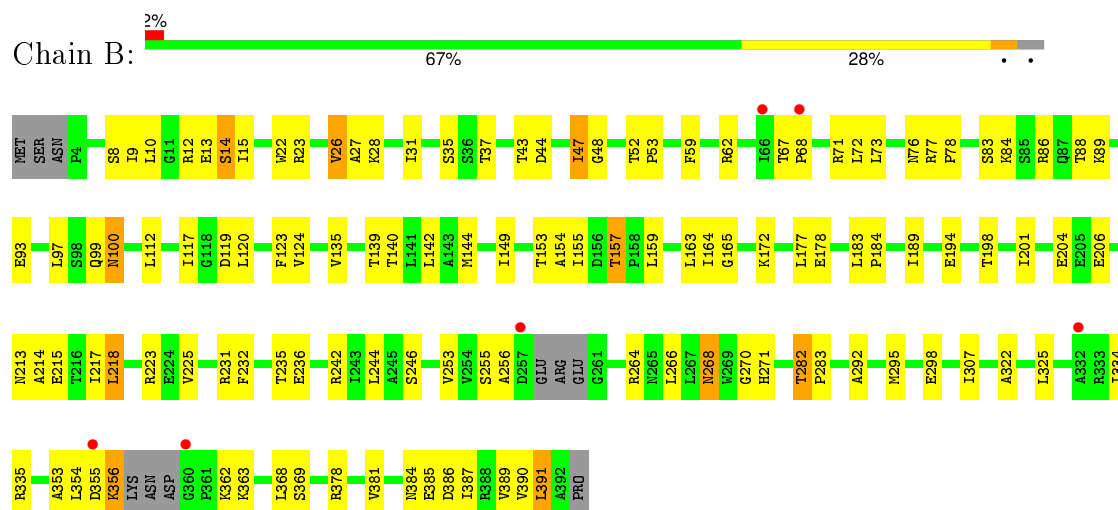 2%
Chain B:
67% 28% • •
MET SER ASN P4 S8 I9 L10 G11 R12 E13 S14 I15 W22 R23 V26 A27 K28 I31 S35 S36 T37 T43 D44 I47 G48 T52 P53 F59 R62 I66 T67 P68 R71 L72 L73 N76 R77 P78 S83 K84 S85 R86 Q87 T88 K89
E93 L97 S98 Q99 N100 L112 I117 G118 D119 L120 F123 V124 V135 T139 T140 L141 L142 A143 M144 I149 T153 A154 I155 D156 T157 P158 L159 L163 I164 G165 K172 L177 E178 L183 P184 I189 E194 T198 I201 E204 E205 E206
N213 A214 E215 T216 I217 L218 R223 E224 V225 R231 F232 T235 E236 R242 I243 L244 A245 S246 V253 V254 S255 A256 D257 GLU ARG GLU G261 R264 N265 L266 L267 N268 W269 G270 H271 T282 P283 A292 M295 E298 I307 A322 L325 A332 R333
R335 A353 L354 D355 K356 LYS ASN ASP G360 P361 K362 K363 L368 S369 R378 V381 N384 E385 D386 I387 R388 V389 V390 L391 A392 PRO